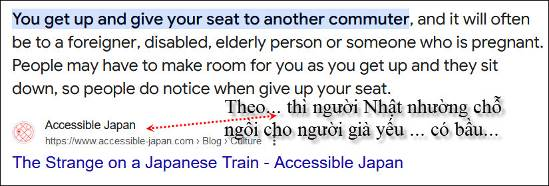 You get up and give your seat to another commuter, and it will often
be to a foreigner, disabled, elderly person or someone who is pregnant.
People may have to make room for you as you get up and they sit
down, so people do notice when give up your seat.
Theo... thì người Nhật nhường chỗ
ngồi cho người già yếu ... có bầu...
Accessible Japan
https://www.accessible-japan.com › Blog › Culture
The Strange on a Japanese Train - Accessible Japan